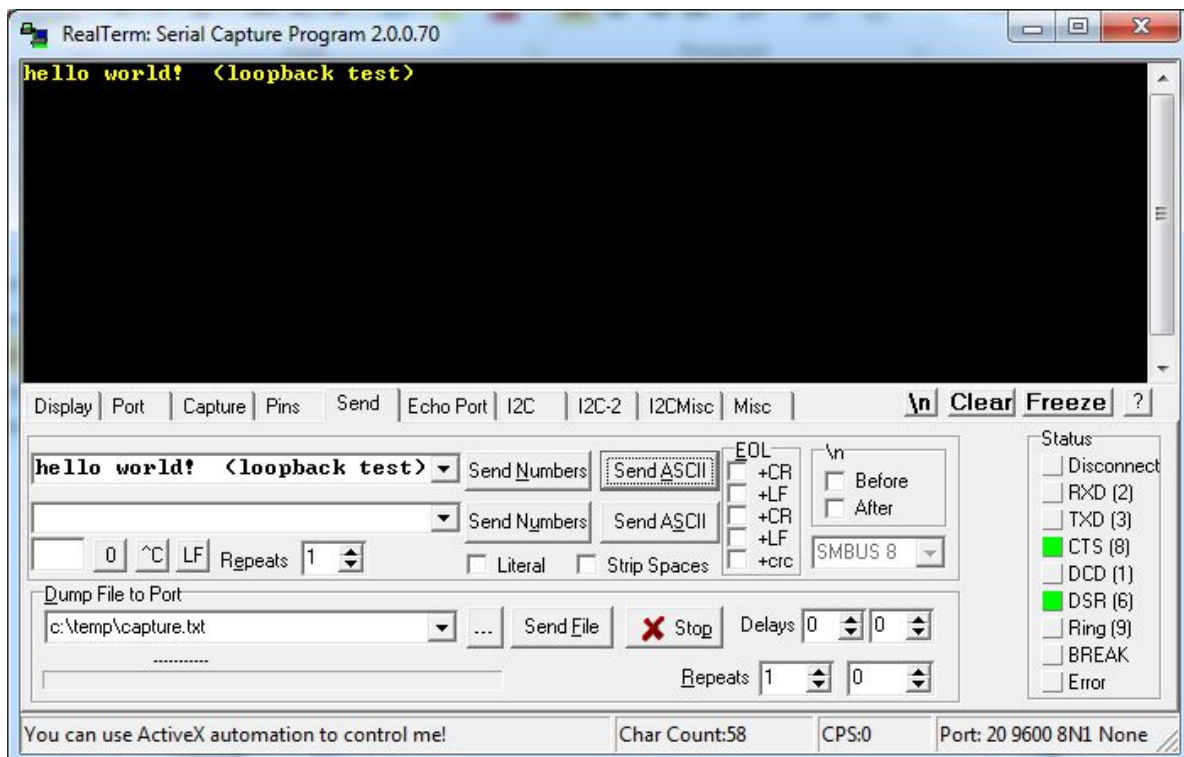 RealTerm: Serial Capture Program 2.0.0.70
hello world!  (loopback test)
Display Port Capture Pins Send Echo Port I2C I2C-2 I2CMisc Misc \n Clear Freeze ?
hello world!  (loopback test) Send Numbers Send ASCII
Send Numbers Send ASCII
0 ^C LF Repeats 1 Literal Strip Spaces
EOL
+CR
+LF
+CR
+LF
+crc
\n
Before
After
SMBUS 8
Dump File to Port
c:\temp\capture.txt ... Send File Stop Delays 0 0
-----------
Repeats 1 0
Status
Disconnect
RXD (2)
TXD (3)
CTS (8)
DCD (1)
DSR (6)
Ring (9)
BREAK
Error
You can use ActiveX automation to control me! Char Count:58 CPS:0 Port: 20 9600 8N1 None